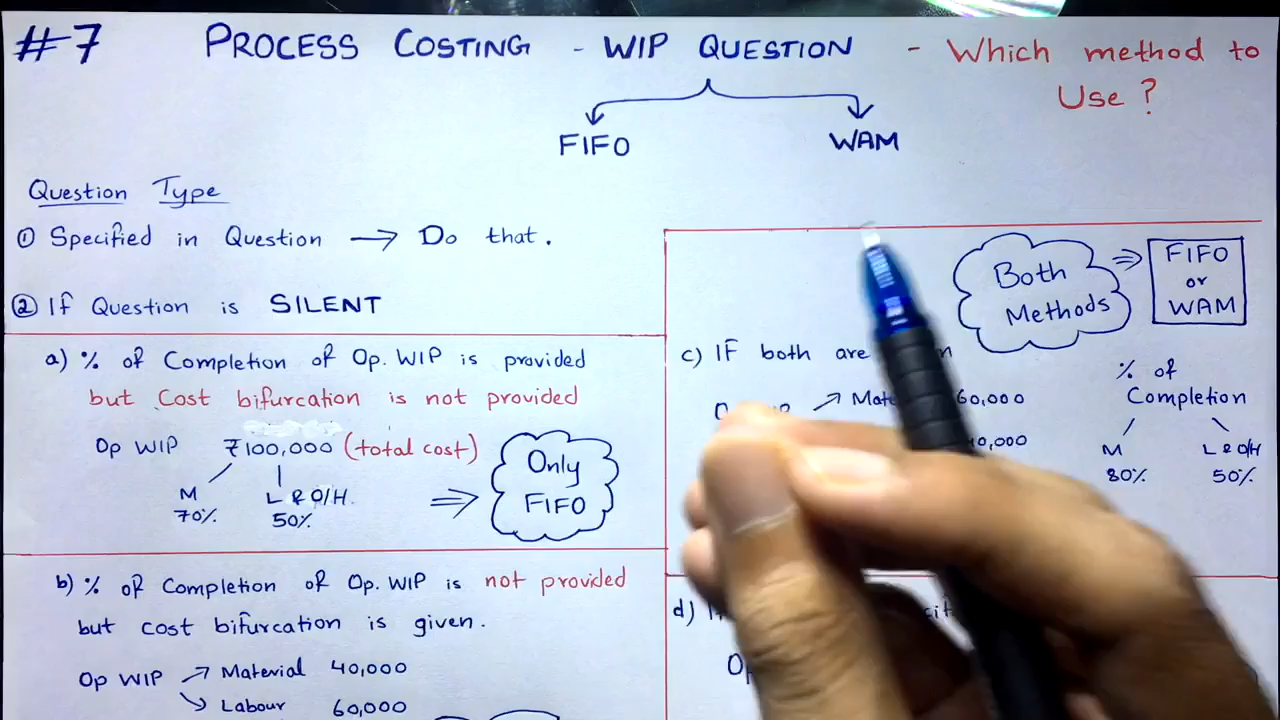 #7 PROCESS COSTING - WIP QUESTION - Which method to Use ?
FIFO WAM
Question Type
① Specified in Question → Do that.
② If Question is SILENT
a) % of Completion of Op. WIP is provided
but Cost bifurcation is not provided
Op WIP ₹100,000 (total cost)
M L & O/H.
70% 50%
⇒ Only FIFO
b) % of Completion of Op. WIP is not provided
but cost bifurcation is given.
Op WIP → Material 40,000
↘ Labour 60,000
Both Methods ⇒ FIFO or WAM
c) IF both are
60,000
% of Completion
M L & O/H
80% 50%
d)